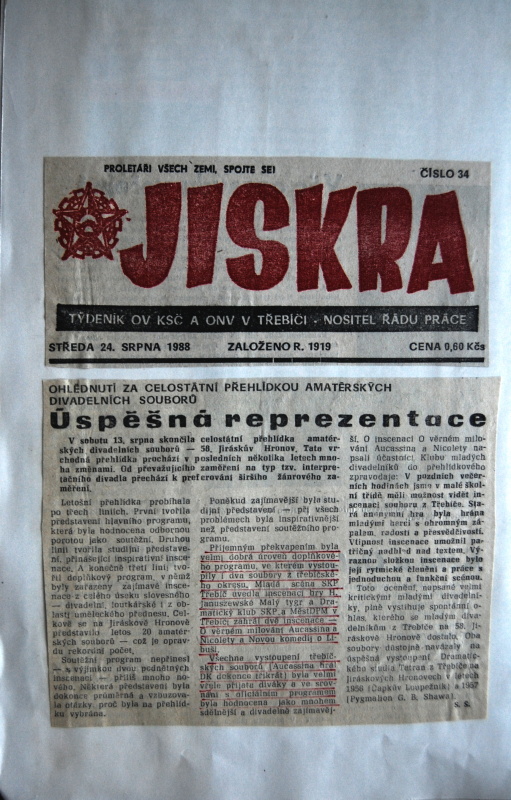 PROLETÁŘI VŠECH ZEMÍ, SPOJTE SE!
ČÍSLO 34
JISKRA
TÝDENÍK OV KSČ A ONV V TŘEBÍČI - NOSITEL ŘÁDU PRÁCE
STŘEDA 24. SRPNA 1988
ZALOŽENO R. 1919
CENA 0,60 Kčs
OHLÉDNUTÍ ZA CELOSTÁTNÍ PŘEHLÍDKOU AMATÉRSKÝCH
DIVADELNÍCH SOUBORŮ
Úspěšná reprezentace
V sobotu 13. srpna skončila celostátní přehlídka amatér-
ských divadelních souborů — 58. Jiráskův Hronov. Tato vr-
vrchodná přehlídka prochází v posledních několika letech mno-
ha změnami. Od převažujícího zaměření na typ tzv. interpre-
tačního divadla přechází k preferování širšího žánrového za-
měření.
Letošní přehlídka probíhala
po třech liniích. První tvořila
představení hlavního programu,
která byla hodnocena odbornou
porotou jako soutěžní. Druhou
linii tvořila studijní představe-
ní, přinášející inspirativní insce-
nace. A konečně třetí linii tvo-
řil doplňkový program, v němž
byly zařazeny zajímavé insce-
nace z celého úseku slovesného
— divadelní, loutkářské i z ob-
lasti uměleckého přednesu. Cel-
kově se na Jiráskově Hronově
představilo letos 20 amatér-
ských souborů — což je oprav-
du rekordní počet.
Soutěžní program nepřinesl
— s výjimkou dvou podnětných
inscenací — příliš mnoho no-
vého. Některá představení byla
dokonce průměrná a vzbuzova-
la otázky, proč byla na přehlíd-
ku vybrána.
Poněkud zajímavější byla stu-
dijní představení — při všech
problémech byla inspirativnější
než představení soutěžního pro-
gramu.
Příjemným překvapením byla
velmi dobrá úroveň doplňkové-
ho programu, ve kterém vystou-
pily i dva soubory z třebíčské-
ho okresu. Mladá scéna SKP
Třebíč uvedla inscenaci hry H.
Januszewské Malý tygr a Dra-
matický klub SKP a MěstDPM v
Třebíči zahrál dvě inscenace —
O věrném milování Aucassina a
Nicolety a Novou komedii o Li-
buši.
Všechna vystoupení třebíč-
ských souborů (Aucassina hrál
DK dokonce třikrát) byla velmi
vřele přijata diváky a ve srov-
nání s oficiálním programem
byla hodnocena jako mnohem
sdělnější a divadelně zajímavěj-
ší. O inscenaci O věrném milo-
vání Aucassina a Nicolety na-
psali účastníci Klubu mladých
divadelníků do přehlídkového
zpravodaje: V pozdních večer-
ních hodinách jsme v malé škol-
ní třídě měli možnost vidět in-
scenaci souboru z Třebíče. Sta-
rá anonymní hra byla hrána
mladými herci s ohromným zá-
palem, radostí a přesvědčivostí.
Vtipnost inscenace umožnil pa-
třičný nadhled nad textem. Vý-
raznou složkou inscenace bylo
její rytmické členění a práce s
jednoduchou a funkční scénou.
Toto ocenění, napsané velmi
kritickými mladými divadelní-
ky, plně vystihuje spontánní o-
hlas, kterého se mladým diva-
delníkům z Třebíče na 58. Ji-
ráskově Hronově dostalo. Oba
soubory důstojně navázaly na
úspěšná vystoupení Dramatic-
kého studia Tetran z Třebíče na
Jiráskových Hronovech v letech
1956 (Čapkův Loupežník) a 1957
(Pygmalion G. B. Shawa).
S. S.